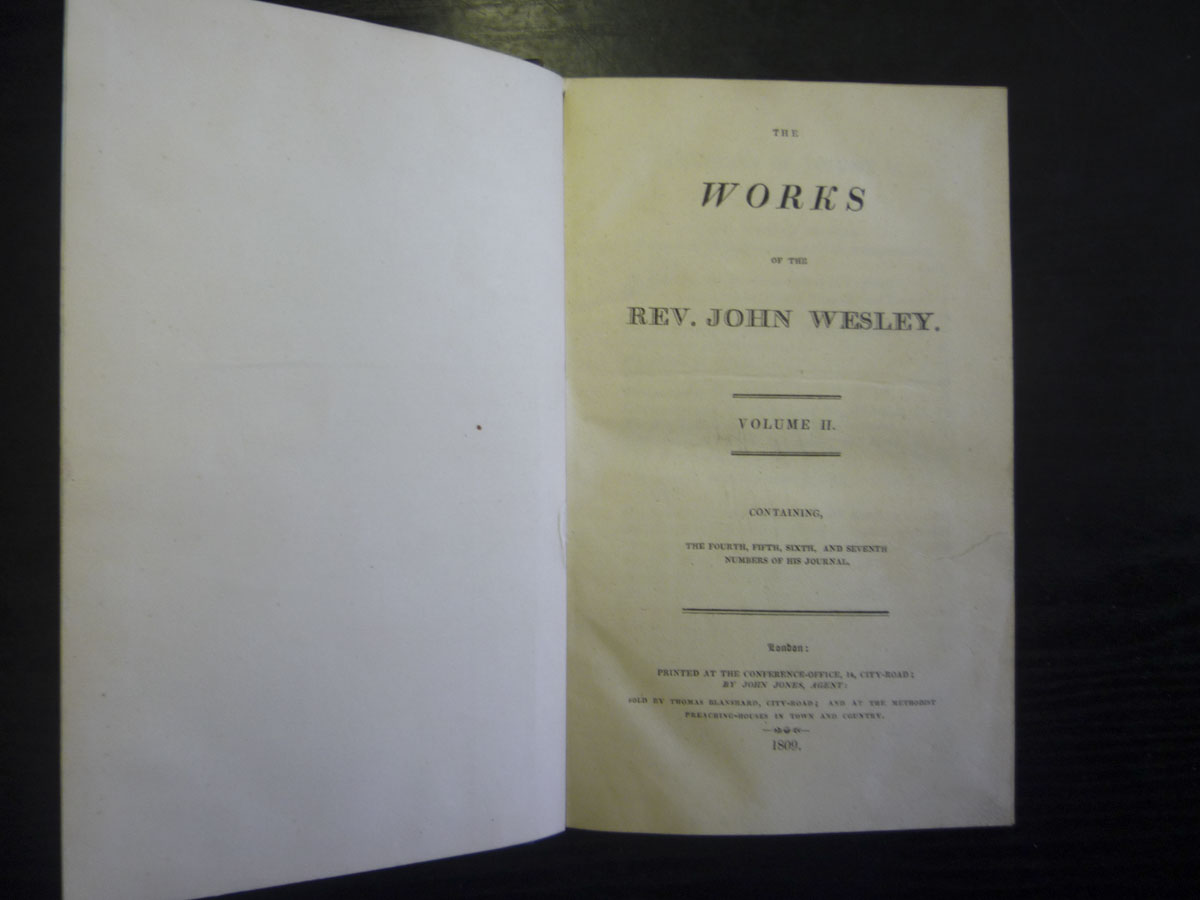 THE
WORKS
OF THE
REV. JOHN WESLEY.
VOLUME II.
CONTAINING,
THE FOURTH, FIFTH, SIXTH, AND SEVENTH
NUMBERS OF HIS JOURNAL.
London:
PRINTED AT THE CONFERENCE-OFFICE, 14, CITY-ROAD;
BY JOHN JONES, AGENT:
SOLD BY THOMAS BLANSHARD, CITY-ROAD; AND AT THE METHODIST
PREACHING-HOUSES IN TOWN AND COUNTRY.
1809.